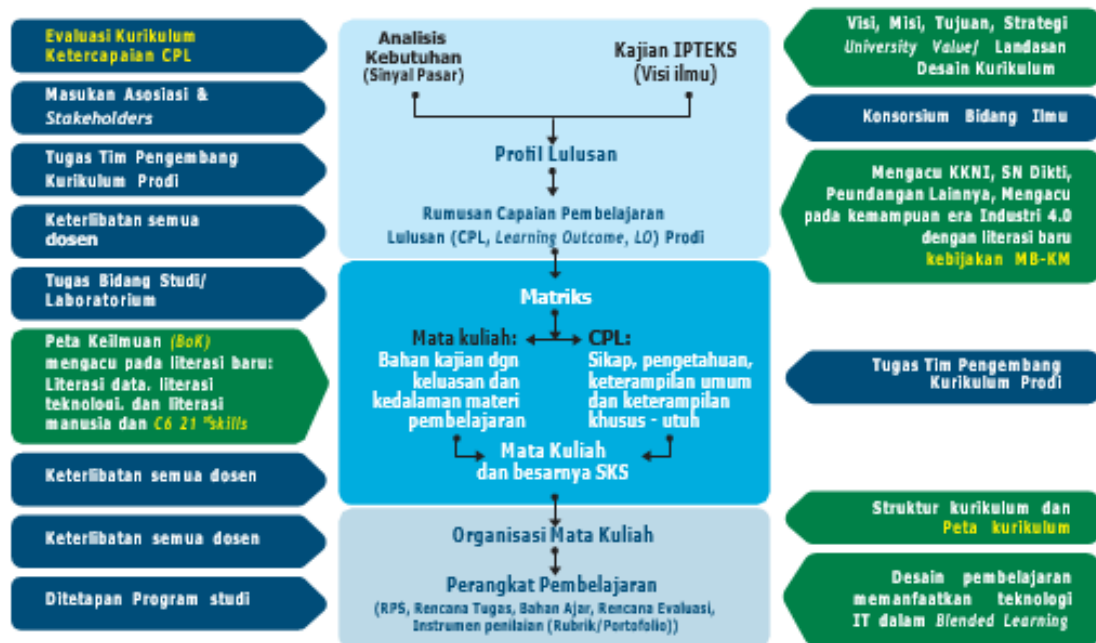 Evaluasi Kurikulum
Ketercapaian CPL
Masukan Asosiasi &
Stakeholders
Tugas Tim Pengembang
Kurikulum Prodi
Keterlibatan semua
dosen
Tugas Bidang Studi/
Laboratorium
Peta Keilmuan (BoK)
mengacu pada literasi baru:
Literasi data, literasi
teknologi, dan literasi
manusia dan C6 21 st skills
Keterlibatan semua dosen
Keterlibatan semua dosen
Ditetapan Program studi
Analisis
Kebutuhan
(Sinyal Pasar)
Kajian IPTEKS
(Visi ilmu)
Profil Lulusan
Rumusan Capaian Pembelajaran
Lulusan (CPL, Learning Outcome, LO) Prodi
Matriks
Mata kuliah:
Bahan kajian dgn
keluasan dan
kedalaman materi
pembelajaran
CPL:
Sikap, pengetahuan,
keterampilan umum
dan keterampilan
khusus - utuh
Mata Kuliah
dan besarnya SKS
Organisasi Mata Kuliah
Perangkat Pembelajaran
(RPS, Rencana Tugas, Bahan Ajar, Rencana Evaluasi,
Instrumen penilaian (Rubrik/Portofolio))
Visi, Misi, Tujuan, Strategi
University Value/ Landasan
Desain Kurikulum
Konsorsium Bidang Ilmu
Mengacu KKNI, SN Dikti,
Peundangan Lainnya, Mengacu
pada kemampuan era Industri 4.0
dengan literasi baru
kebijakan MB-KM
Tugas Tim Pengembang
Kurikulum Prodi
Struktur kurikulum dan
Peta kurikulum
Desain pembelajaran
memanfaatkan teknologi
IT dalam Blended Learning